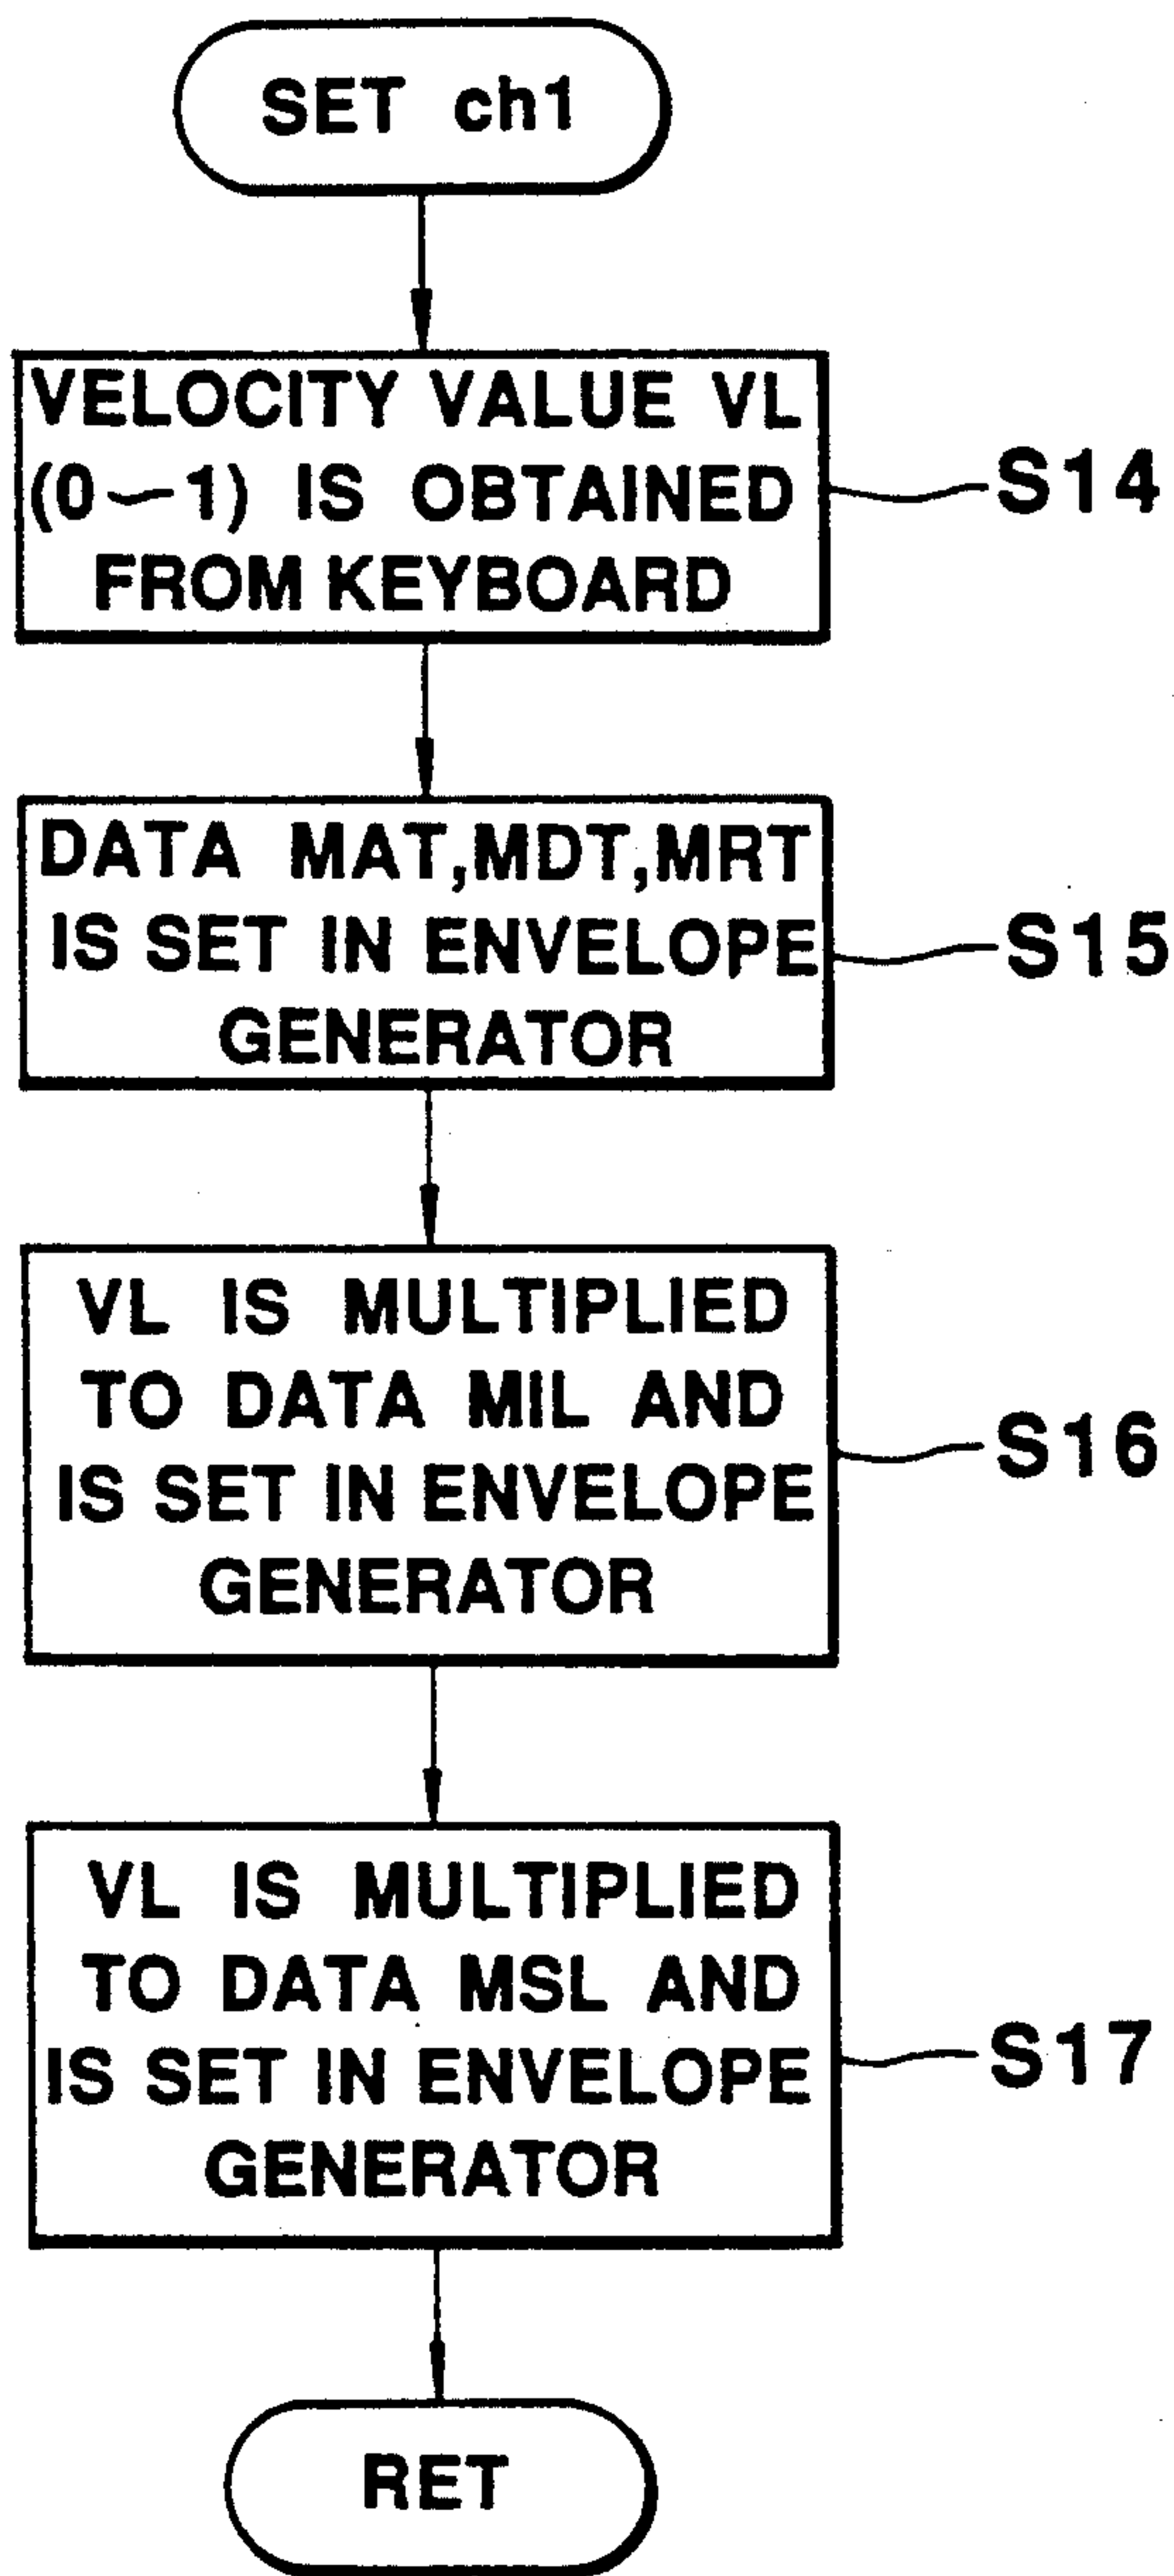 SET ch1
VELOCITY VALUE VL
(0~1) IS OBTAINED
FROM KEYBOARD
S14
DATA MAT,MDT,MRT
IS SET IN ENVELOPE
GENERATOR
S15
VL IS MULTIPLIED
TO DATA MIL AND
IS SET IN ENVELOPE
GENERATOR
S16
VL IS MULTIPLIED
TO DATA MSL AND
IS SET IN ENVELOPE
GENERATOR
S17
RET